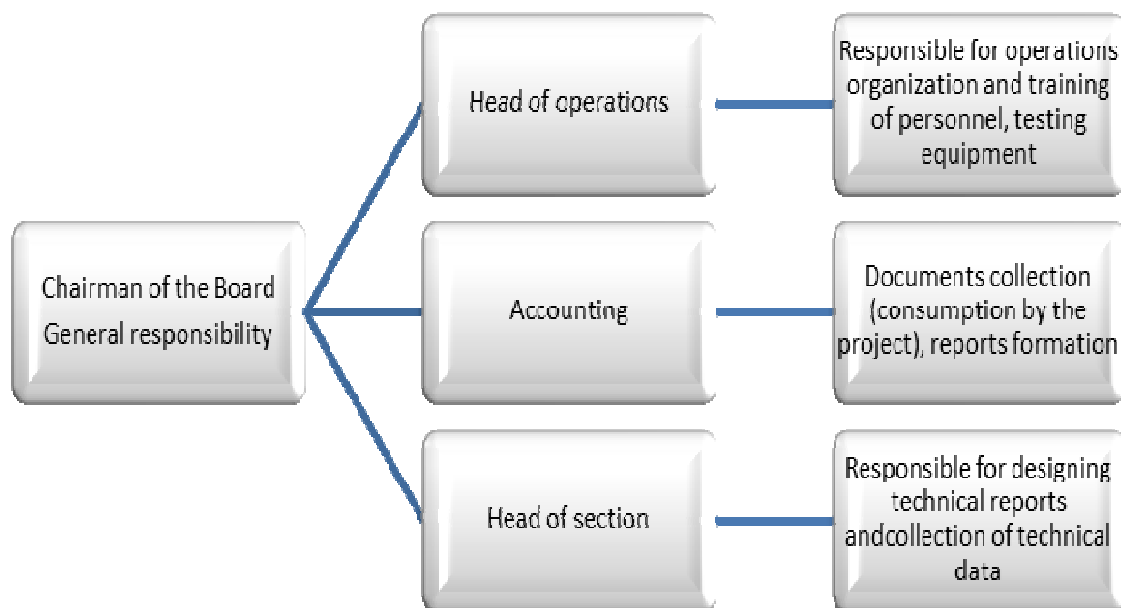 Chairman of the Board
General responsibility
Head of operations
Responsible for operations
organization and training
of personnel, testing
equipment
Accounting
Documents collection
(consumption by the
project), reports formation
Head of section
Responsible for designing
technical reports
andcollection of technical
data